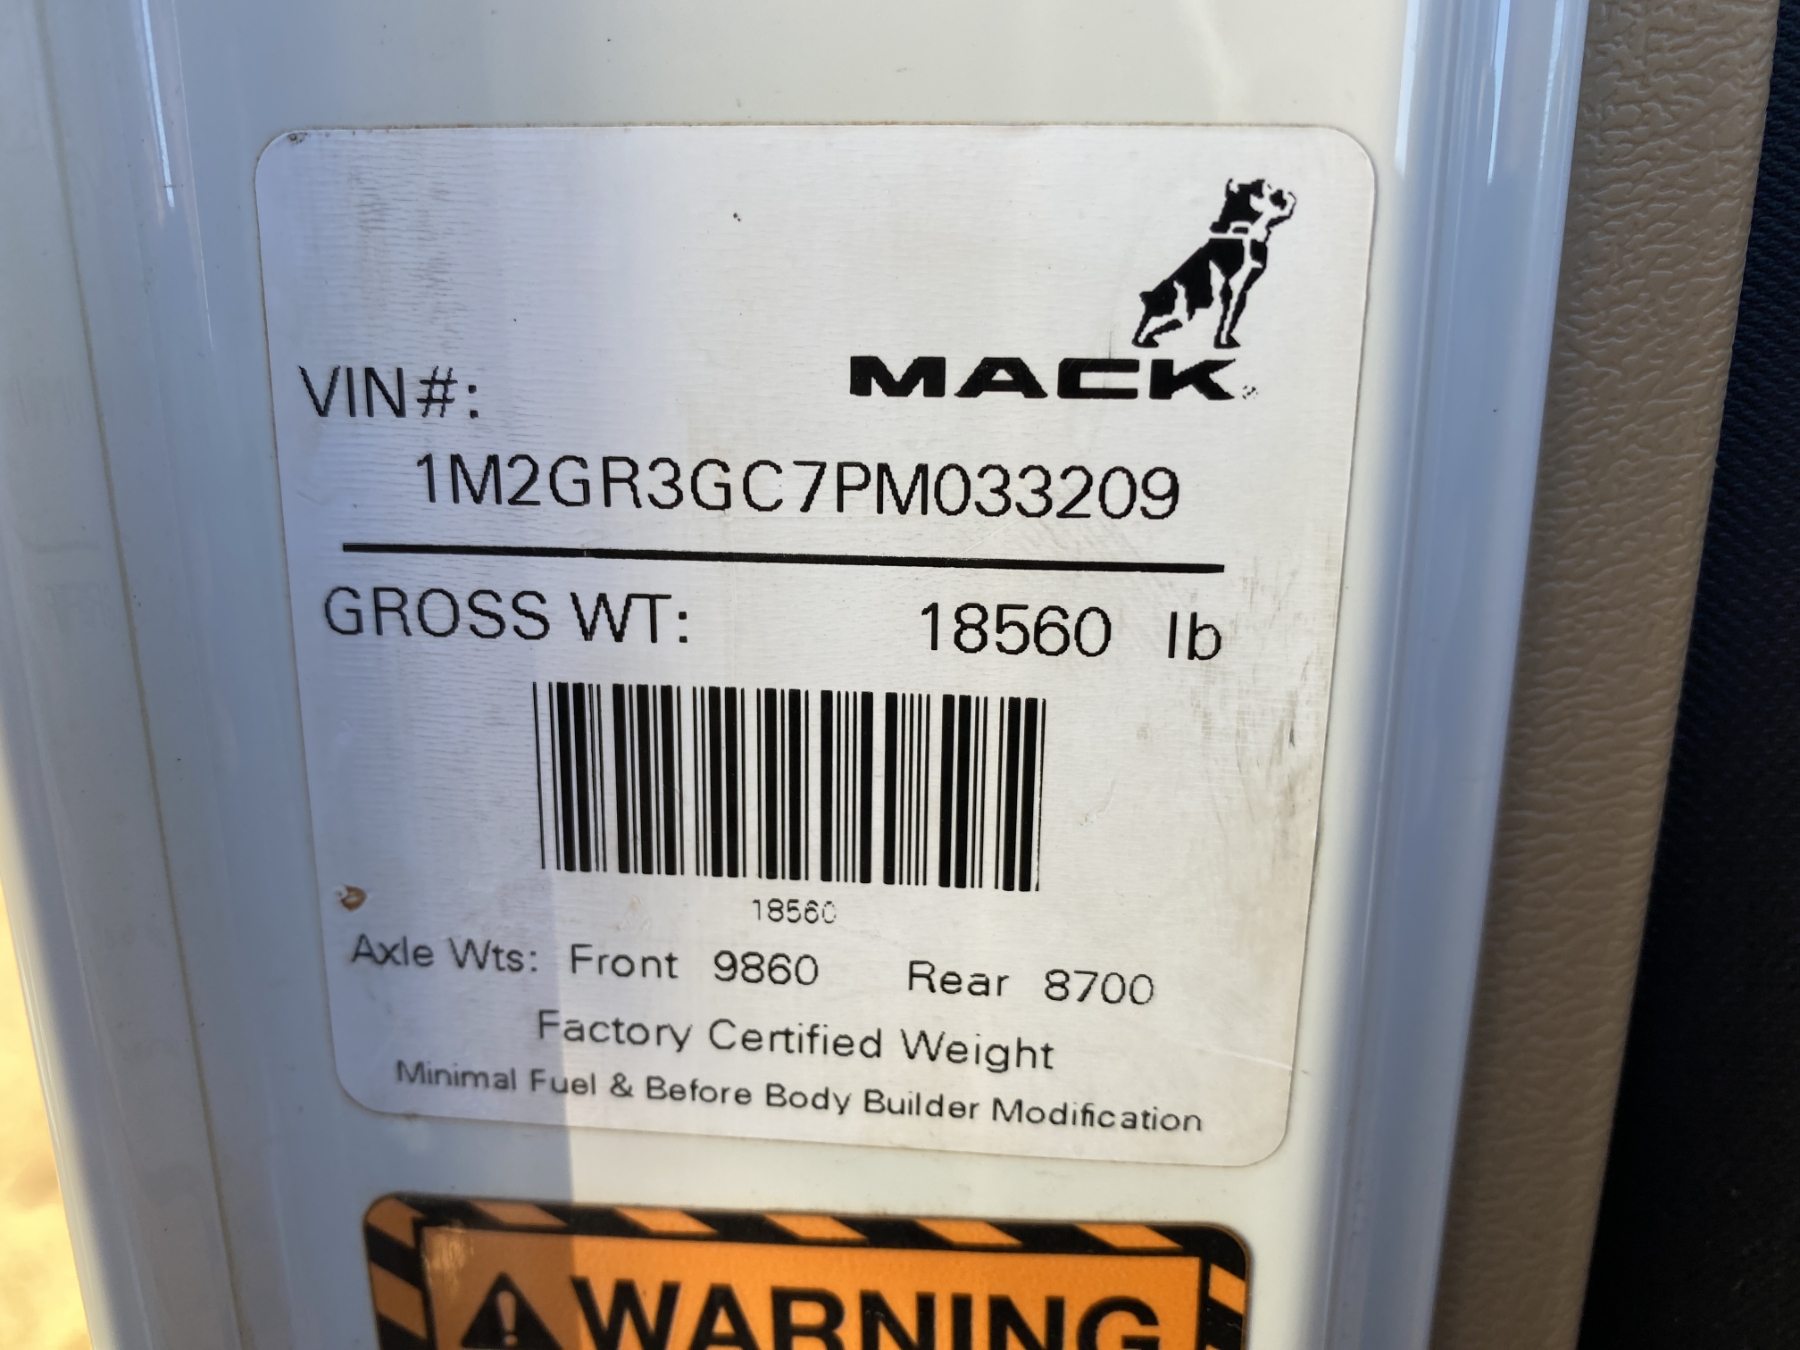 MACK
VIN#:
1M2GR3GC7PM033209
GROSS WT: 18560 lb
18560
Axle Wts: Front 9860 Rear 8700
Factory Certified Weight
Minimal Fuel & Before Body Builder Modification
WARNING